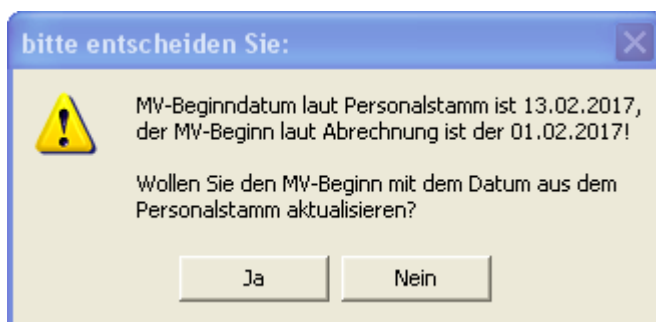 bitte entscheiden Sie:
MV-Beginndatum laut Personalstamm ist 13.02.2017,
der MV-Beginn laut Abrechnung ist der 01.02.2017!
Wollen Sie den MV-Beginn mit dem Datum aus dem
Personalstamm aktualisieren?
Ja
Nein